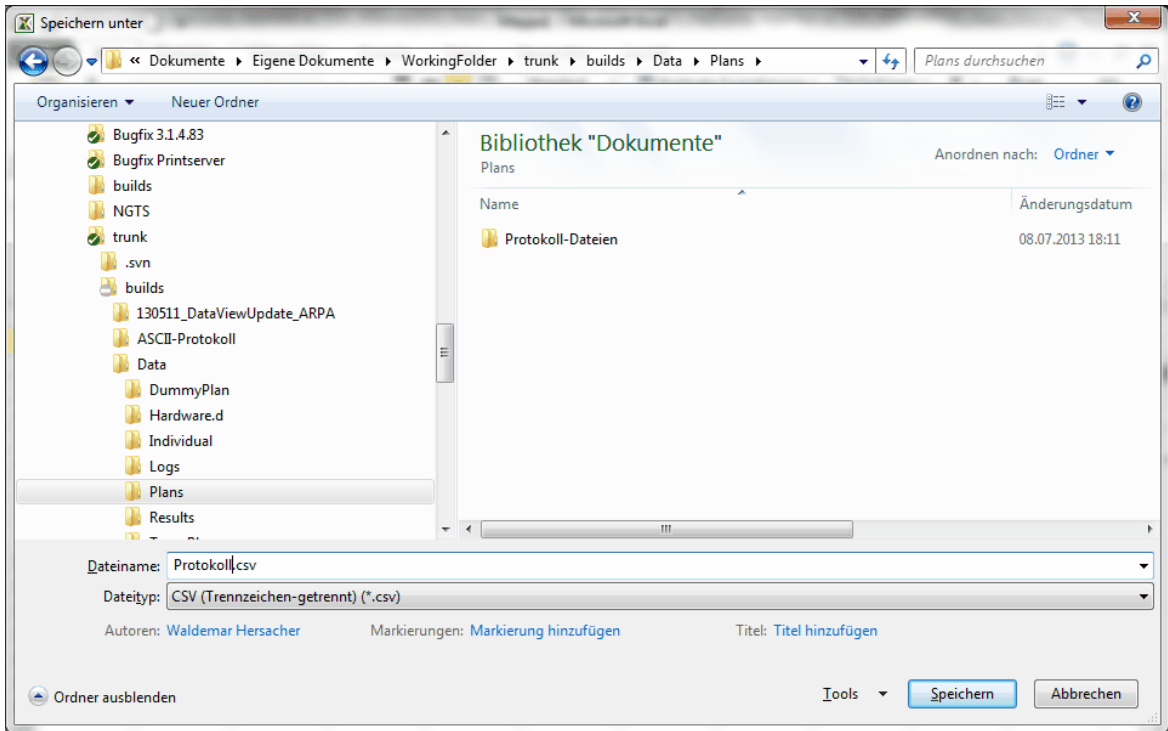 Speichern unter
« Dokumente ▸ Eigene Dokumente ▸ WorkingFolder ▸ trunk ▸ builds ▸ Data ▸ Plans ▸
Plans durchsuchen
Organisieren ▼ Neuer Ordner
Bugfix 3.1.4.83
Bugfix Printserver
builds
NGTS
trunk
.svn
builds
130511_DataViewUpdate_ARPA
ASCII-Protokoll
Data
DummyPlan
Hardware.d
Individual
Logs
Plans
Results
Bibliothek "Dokumente"
Plans
Anordnen nach: Ordner ▼
Name Änderungsdatum
Protokoll-Dateien 08.07.2013 18:11
Dateiname: Protokoll.csv
Dateityp: CSV (Trennzeichen-getrennt) (*.csv)
Autoren: Waldemar Hersacher Markierungen: Markierung hinzufügen Titel: Titel hinzufügen
Ordner ausblenden Tools ▼ Speichern Abbrechen